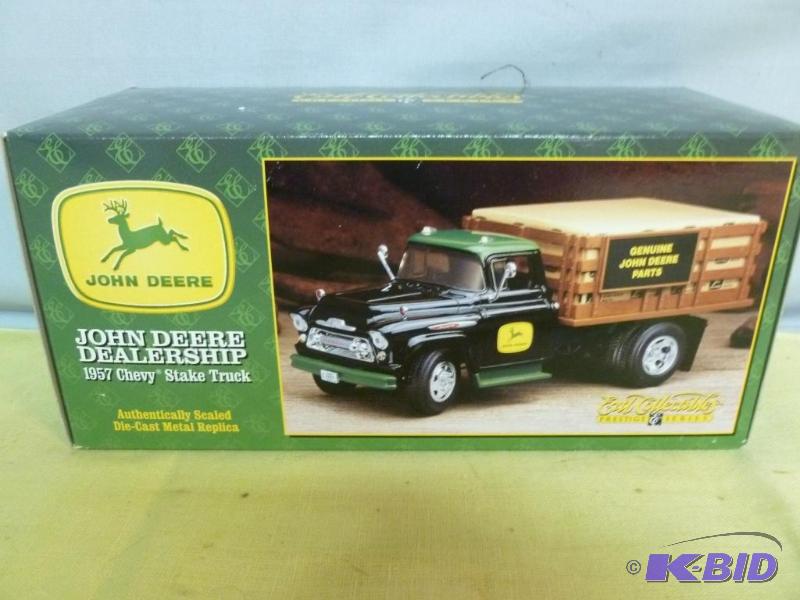 JOHN DEERE
JOHN DEERE
DEALERSHIP
1957 Chevy® Stake Truck
Authentically Scaled
Die-Cast Metal Replica
GENUINE
JOHN DEERE
PARTS
Ertl Collectibles
PRESTIGE SERIES
© K-BID